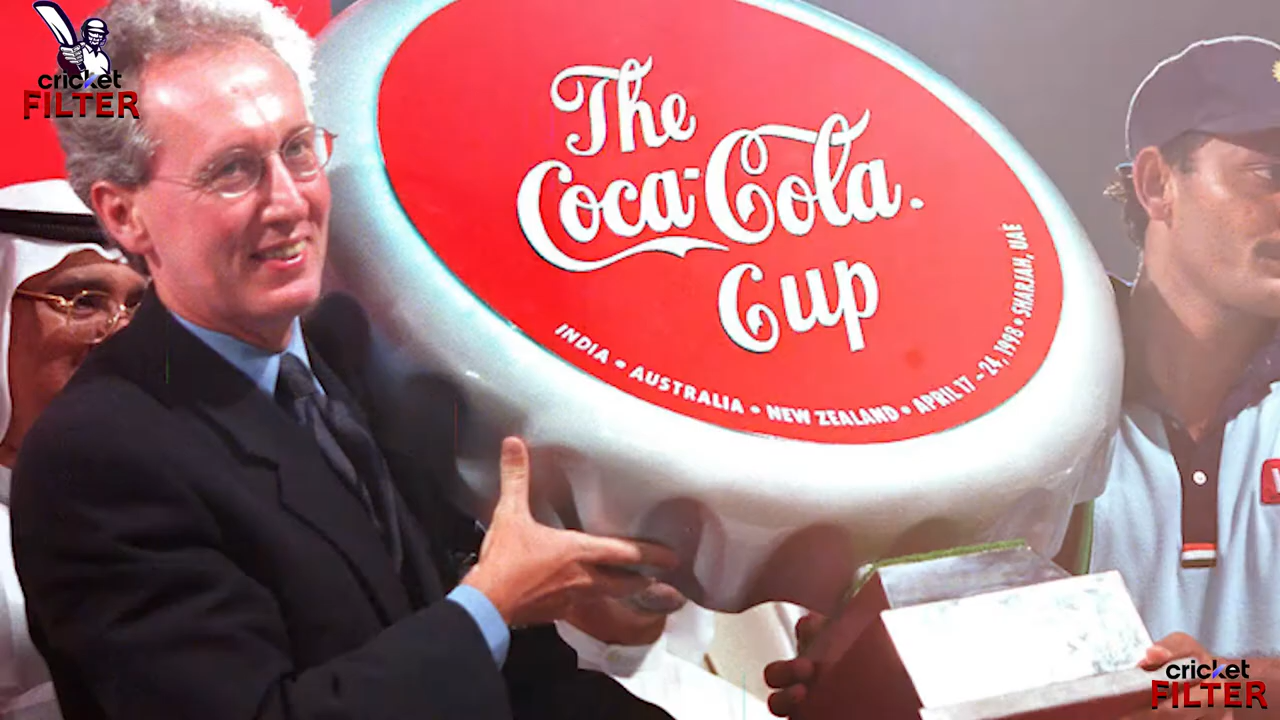 cricket
FILTER
The
Coca-Cola.
Cup
INDIA • AUSTRALIA • NEW ZEALAND • APRIL 17 - 24, 1998 • SHARJAH, UAE
cricket
FILTER